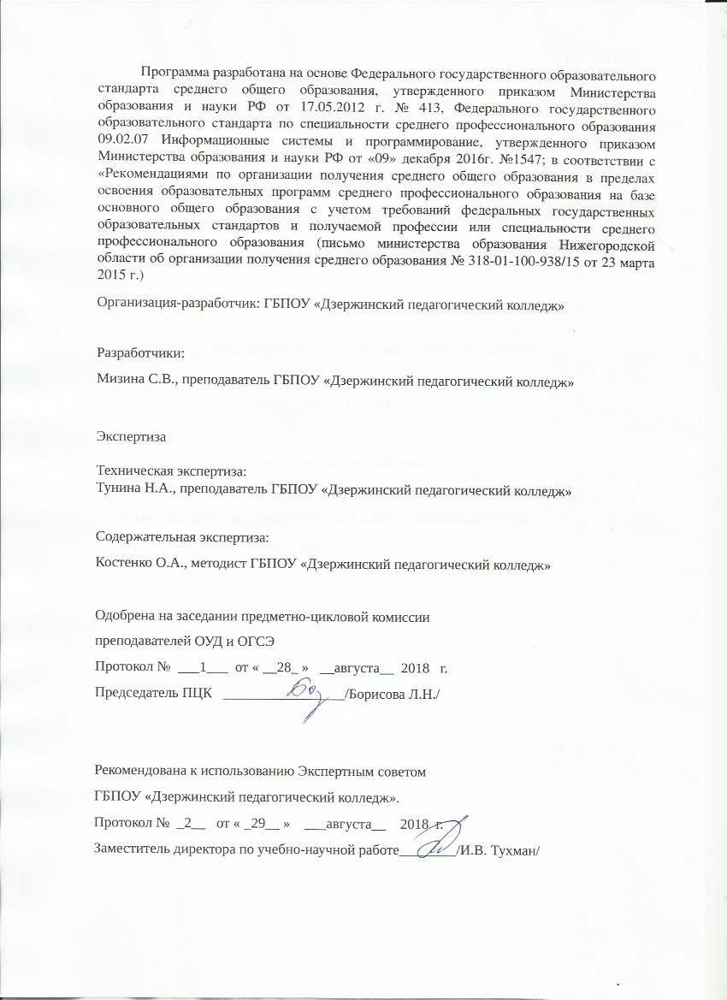 Программа разработана на основе Федерального государственного образовательного
стандарта среднего общего образования, утвержденного приказом Министерства
образования и науки РФ от 17.05.2012 г. № 413, Федерального государственного
образовательного стандарта по специальности среднего профессионального образования
09.02.07 Информационные системы и программирование, утвержденного приказом
Министерства образования и науки РФ от «09» декабря 2016г. №1547; в соответствии с
«Рекомендациями по организации получения среднего общего образования в пределах
освоения образовательных программ среднего профессионального образования на базе
основного общего образования с учетом требований федеральных государственных
образовательных стандартов и получаемой профессии или специальности среднего
профессионального образования (письмо министерства образования Нижегородской
области об организации получения среднего образования № 318-01-100-938/15 от 23 марта
2015 г.)
Организация-разработчик: ГБПОУ «Дзержинский педагогический колледж»
Разработчики:
Мизина С.В., преподаватель ГБПОУ «Дзержинский педагогический колледж»
Экспертиза
Техническая экспертиза:
Тунина Н.А., преподаватель ГБПОУ «Дзержинский педагогический колледж»
Содержательная экспертиза:
Костенко О.А., методист ГБПОУ «Дзержинский педагогический колледж»
Одобрена на заседании предметно-цикловой комиссии
преподавателей ОУД и ОГСЭ
Протокол № ___1___ от « __28_ » __августа__ 2018 г.
Председатель ПЦК _________________/Борисова Л.Н./
Рекомендована к использованию Экспертным советом
ГБПОУ «Дзержинский педагогический колледж».
Протокол № _2__ от « _29__ » ___августа__ 2018 г.
Заместитель директора по учебно-научной работе________/И.В. Тухман/